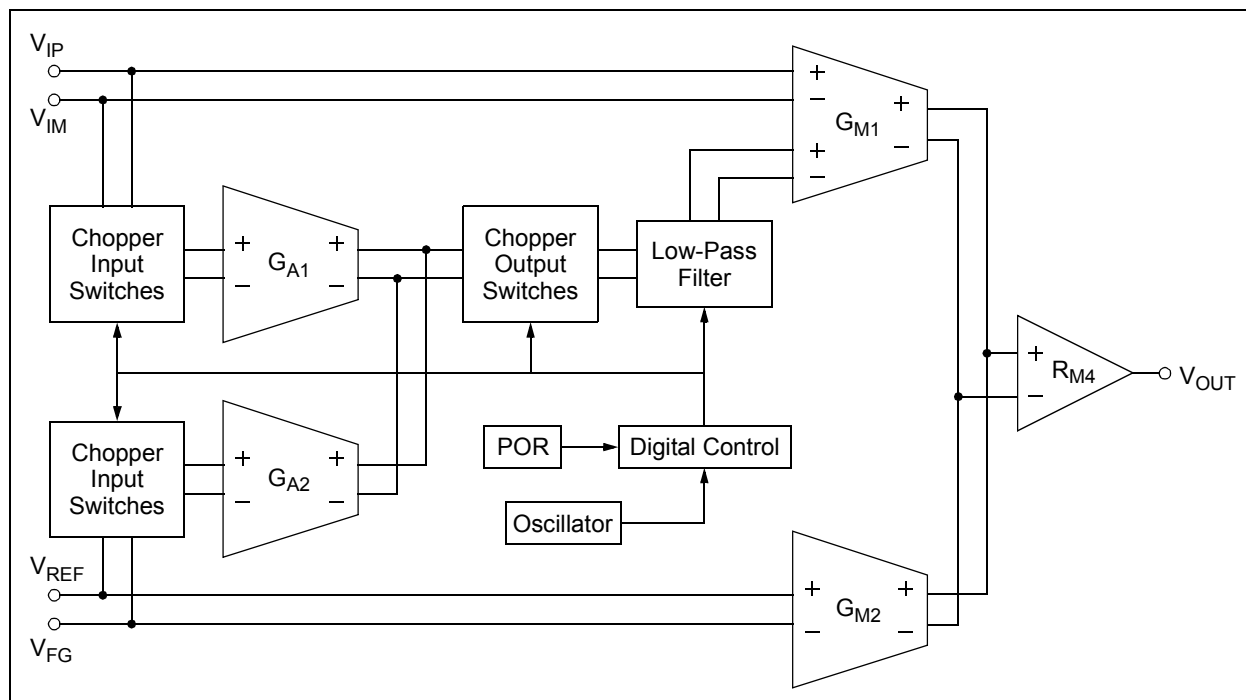 V_IP
V_IM
+
−
G_M1
+
−
+
−
Chopper
Input
Switches
+
−
G_A1
+
−
Chopper
Output
Switches
Low-Pass
Filter
+
−
R_M4
V_OUT
Chopper
Input
Switches
+
−
G_A2
+
−
POR
Digital Control
Oscillator
V_REF
V_FG
+
−
G_M2
+
−